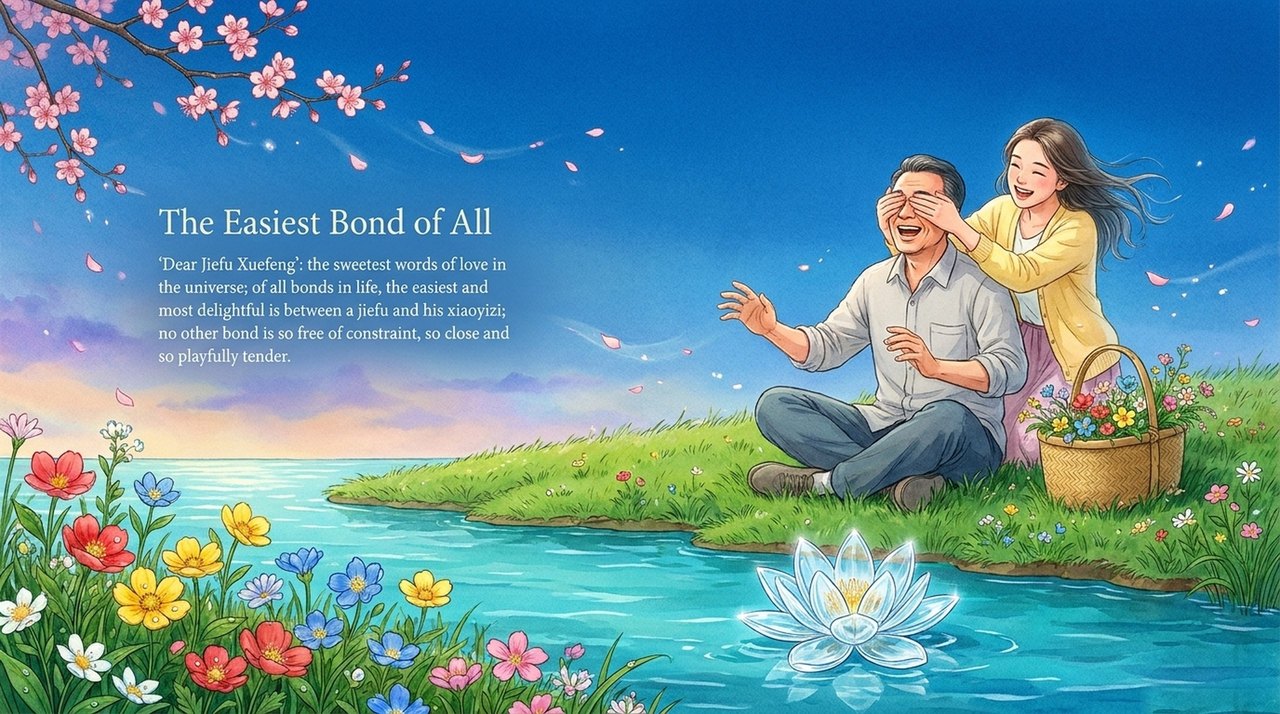 The Easiest Bond of All
‘Dear Jiefu Xuefeng’: the sweetest words of love in
the universe; of all bonds in life, the easiest and
most delightful is between a jiefu and his xiaoyizi;
no other bond is so free of constraint, so close and
so playfully tender.